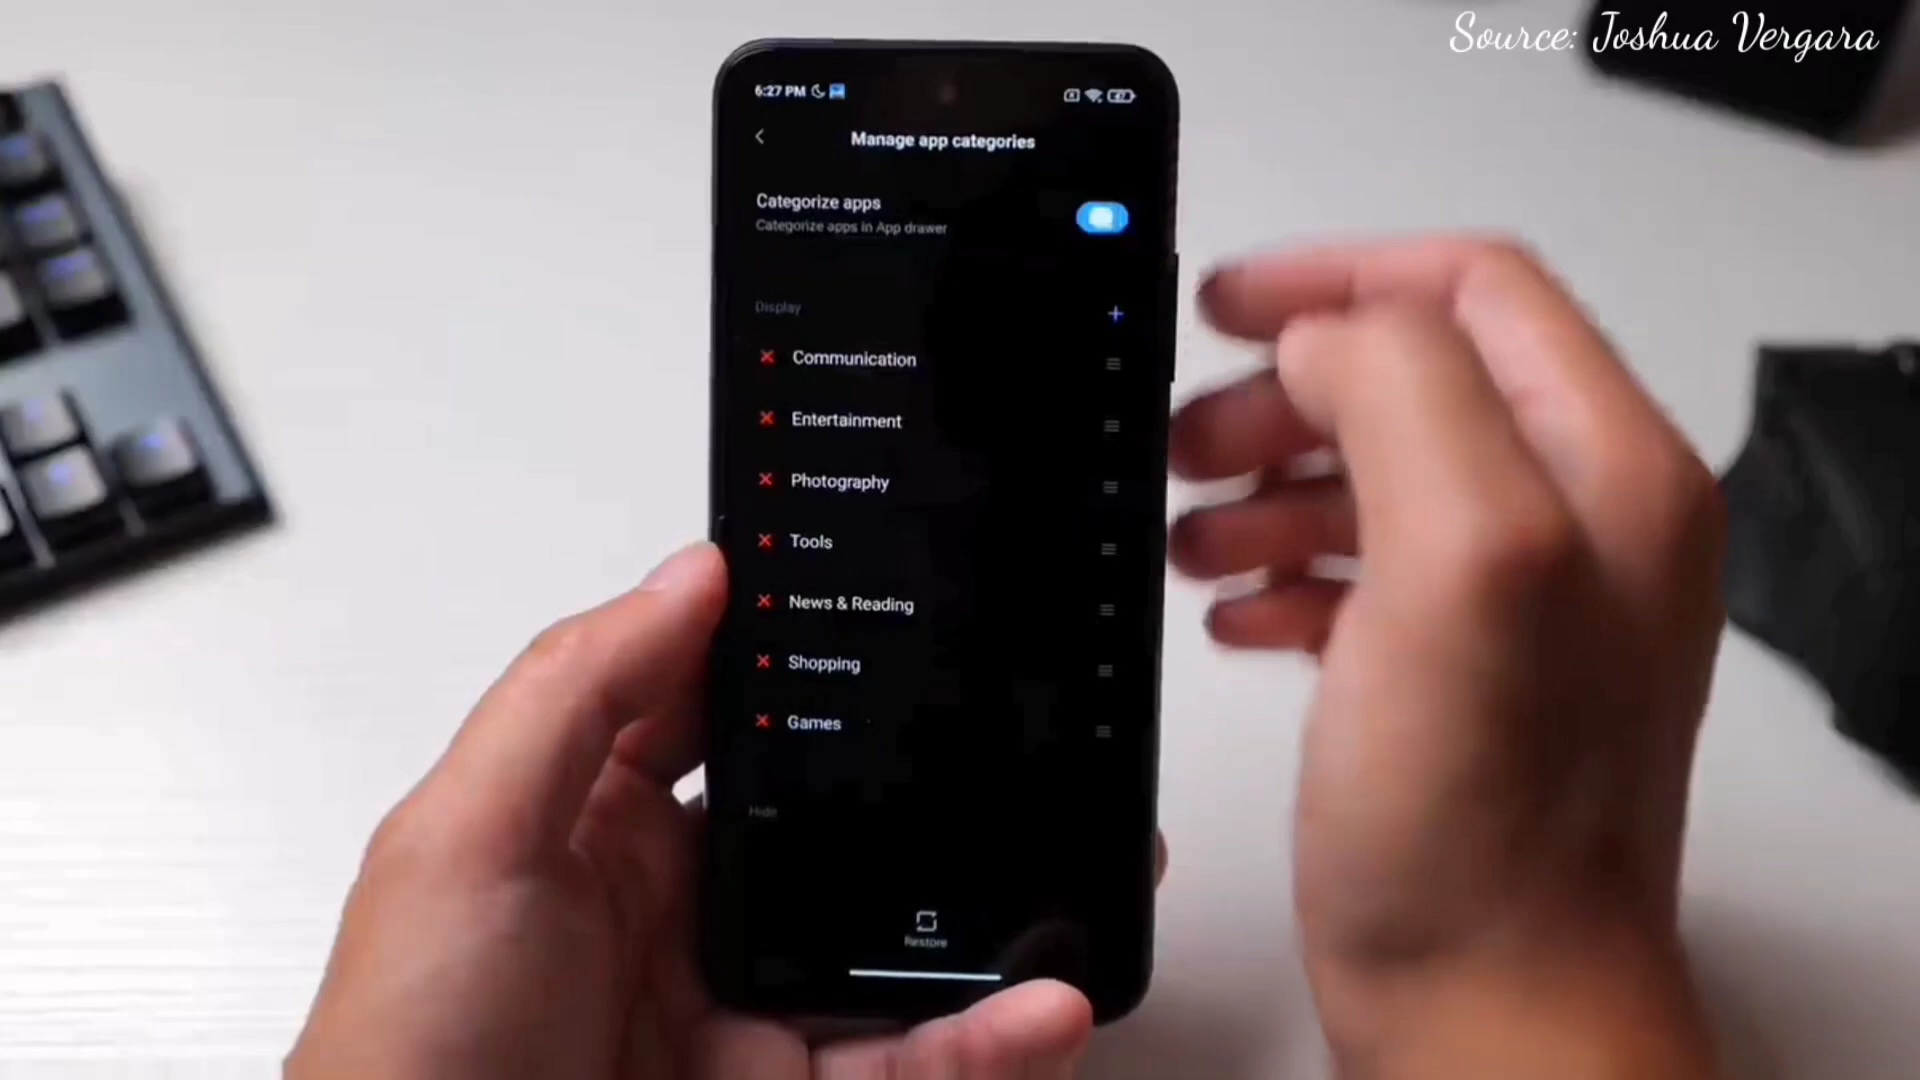 Source: Joshua Vergara
6:27 PM
Manage app categories
Categorize apps
Categorize apps in App drawer
Display
Communication
Entertainment
Photography
Tools
News & Reading
Shopping
Games
Hide
Restore